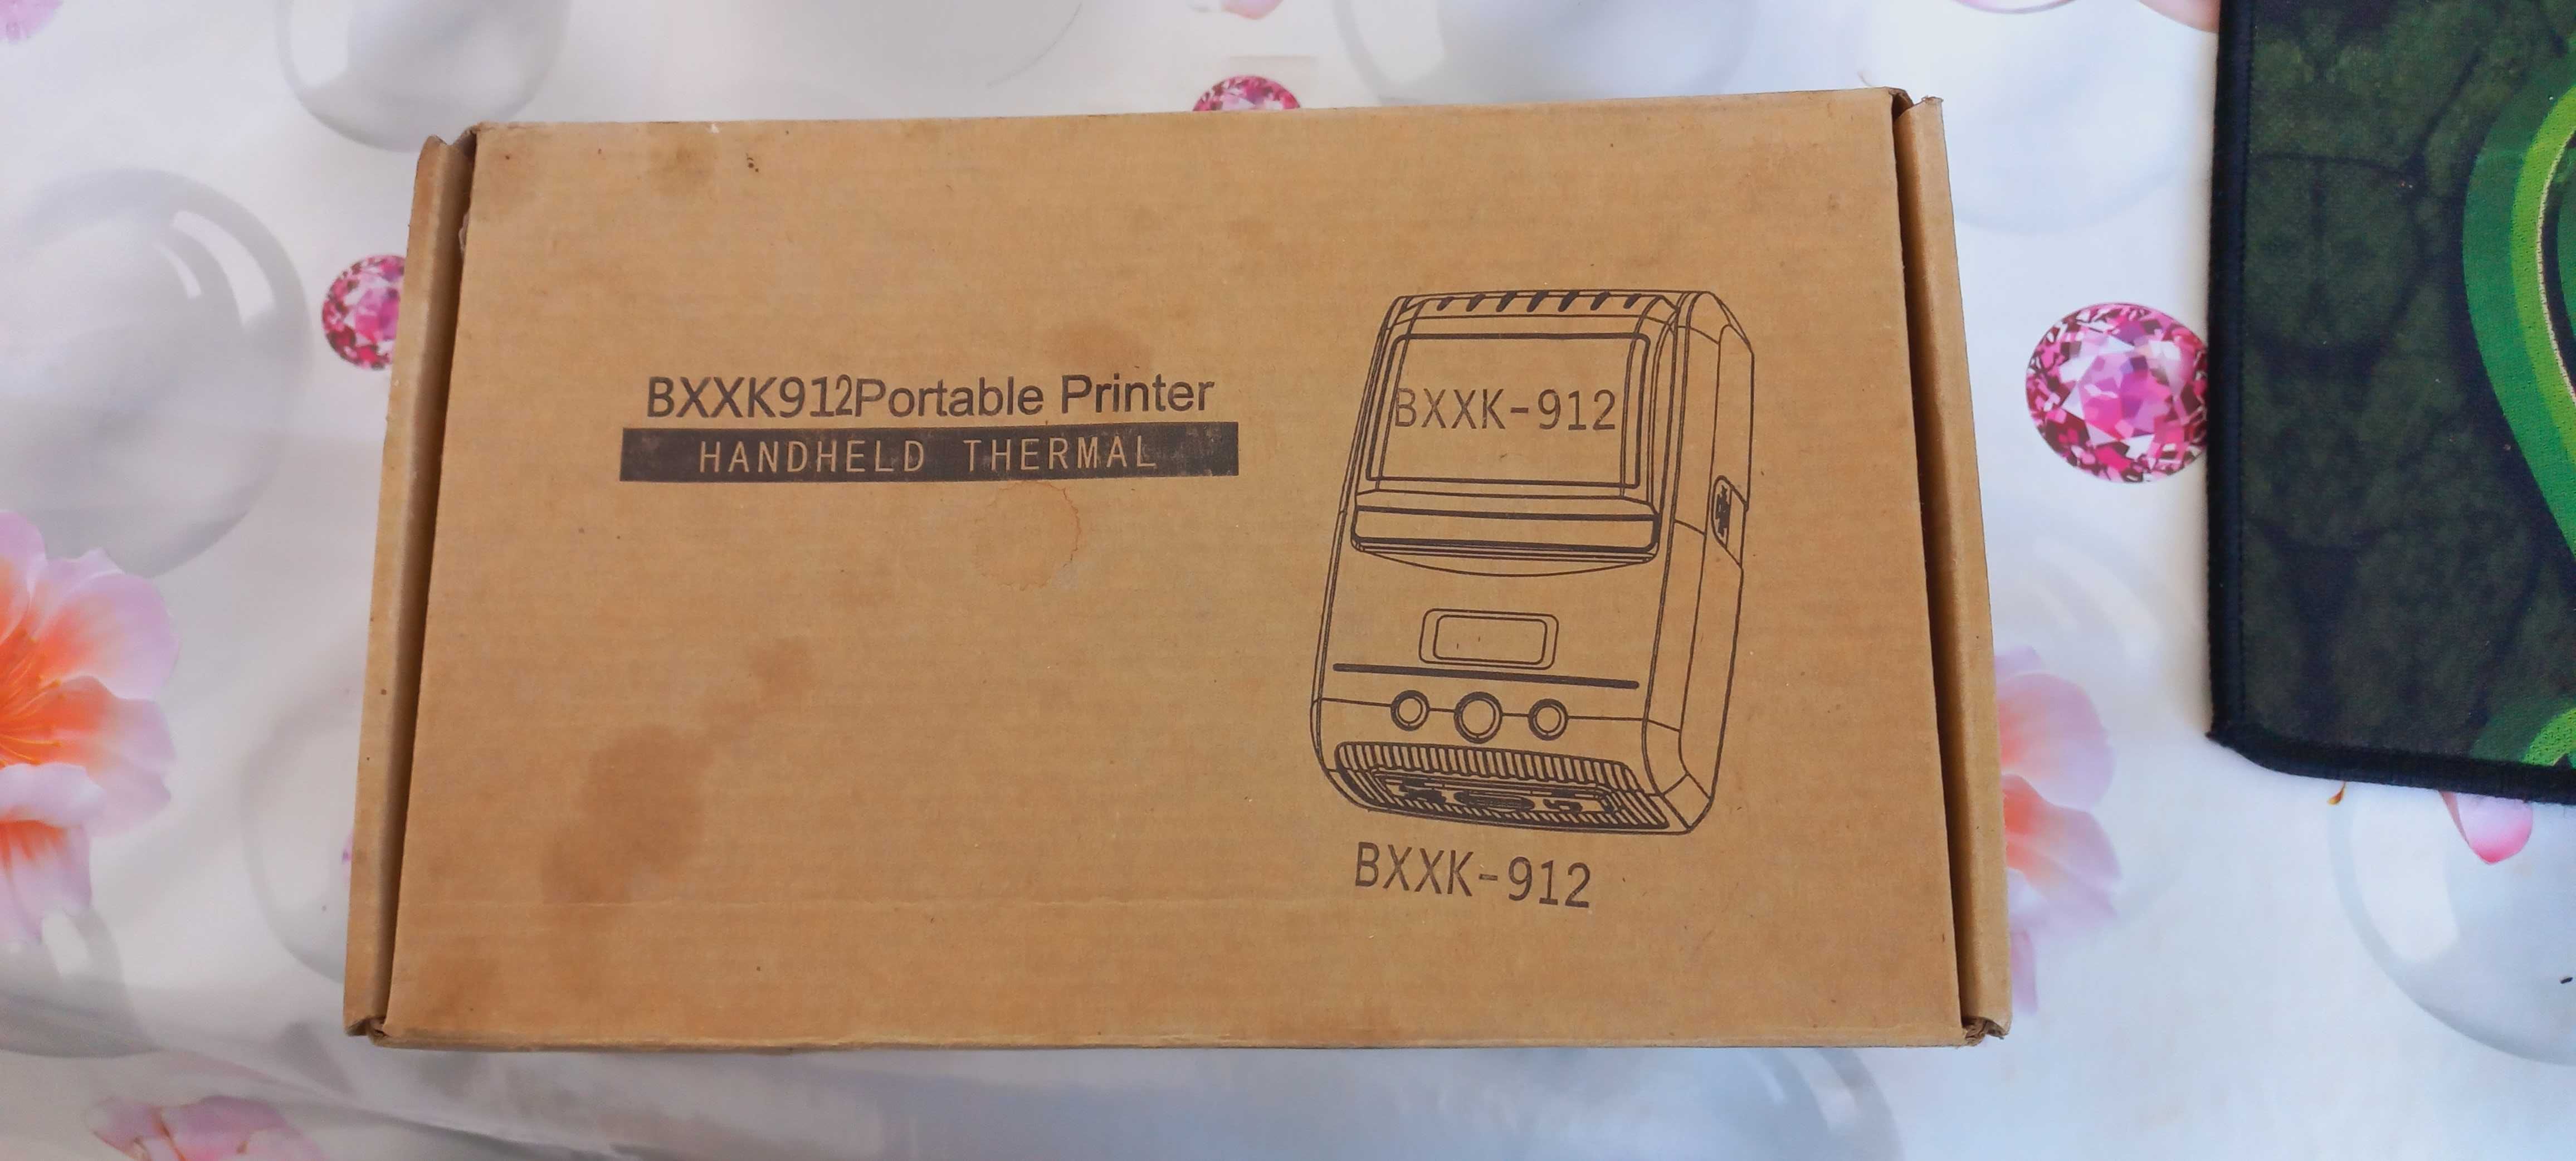 BXXK912Portable Printer
HANDHELD THERMAL
BXXK-912
BXXK-912